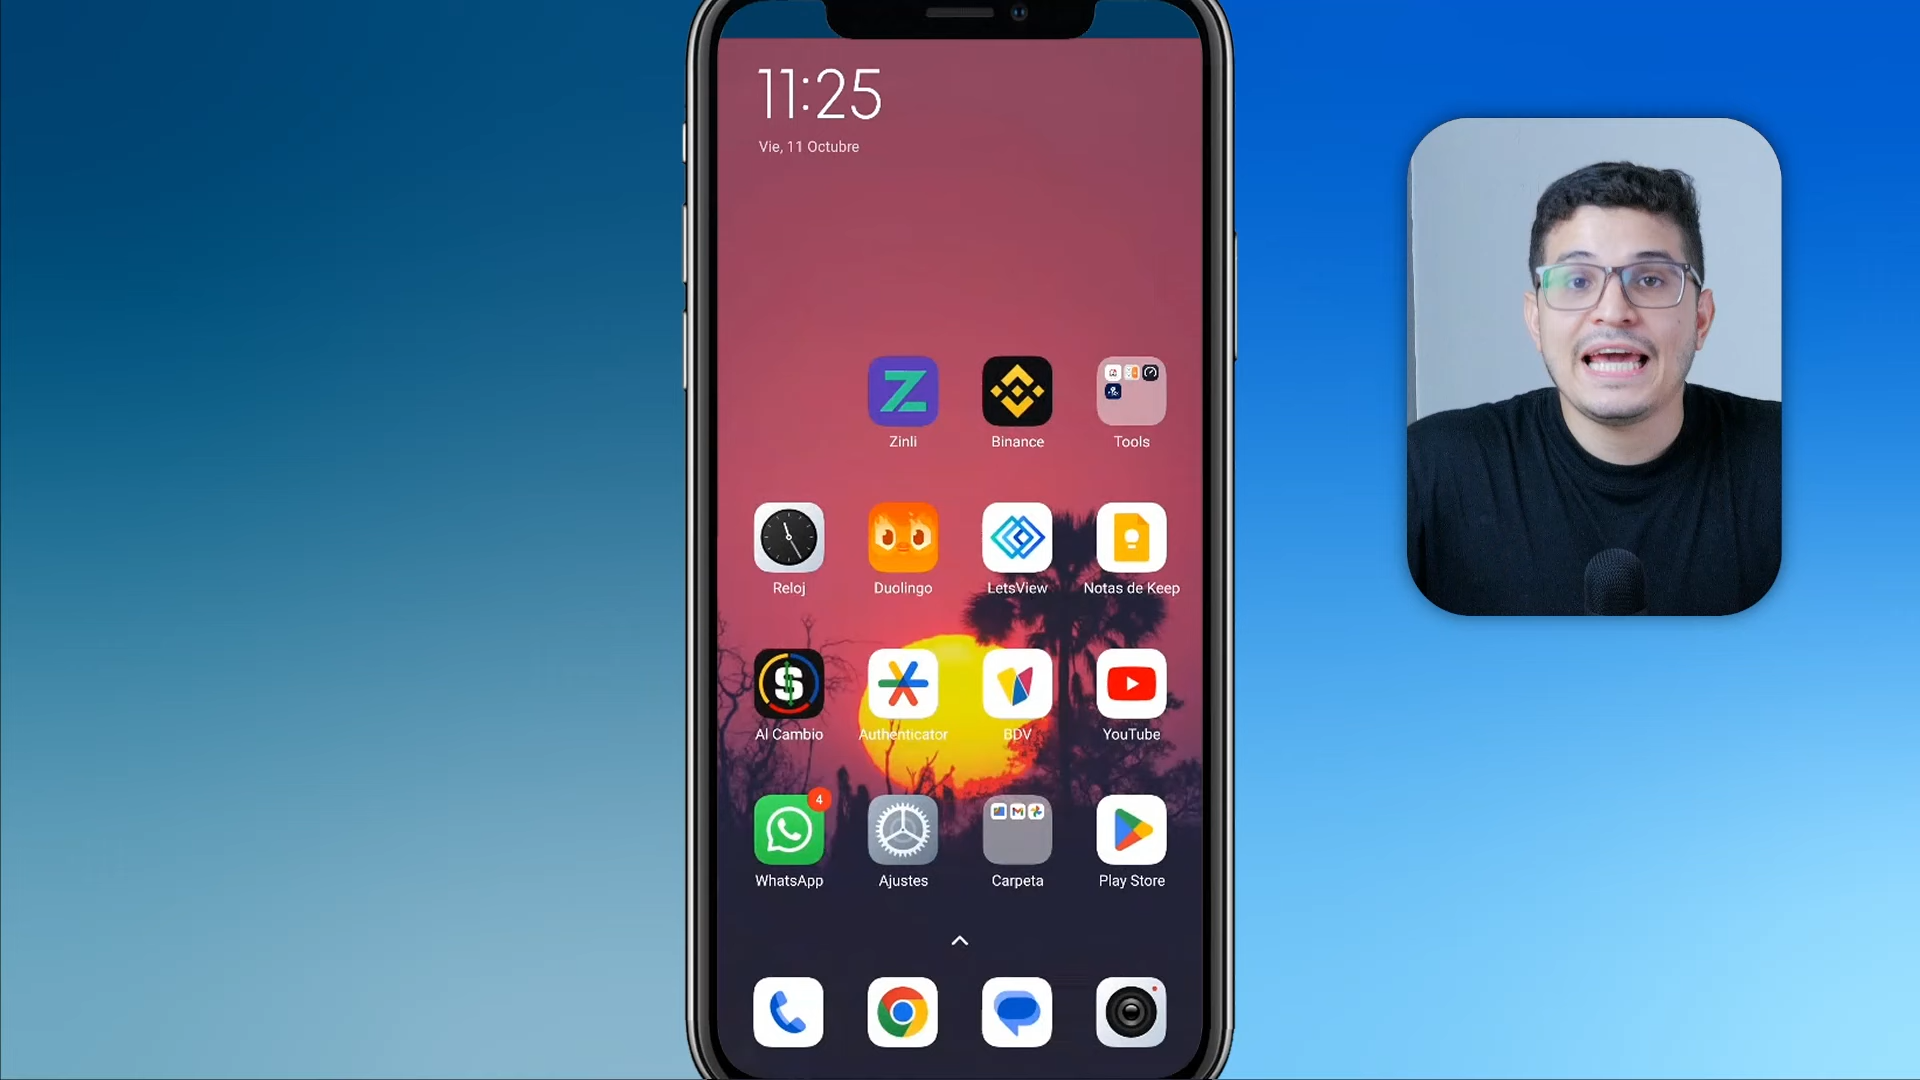 11:25
Vie, 11 Octubre
Zinli
Binance
Tools
Reloj
Duolingo
LetsView
Notas de Keep
Al Cambio
Authenticator
BDV
YouTube
4
WhatsApp
Ajustes
Carpeta
Play Store